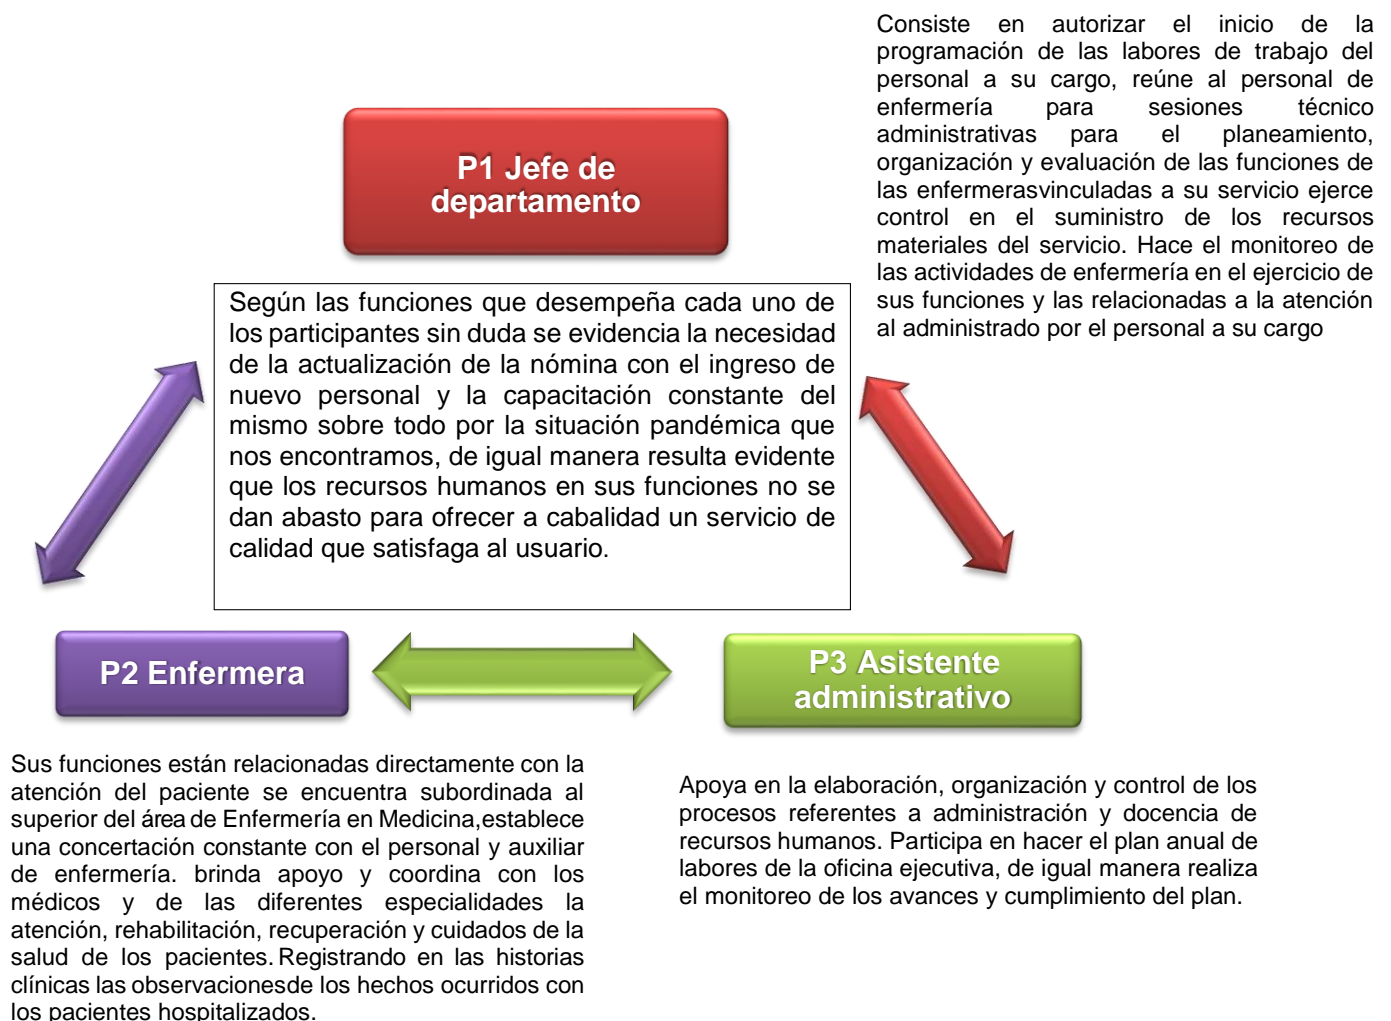 Consiste en autorizar el inicio de la
programación de las labores de trabajo del
personal a su cargo, reúne al personal de
enfermería para sesiones técnico
administrativas para el planeamiento,
organización y evaluación de las funciones de
las enfermerasvinculadas a su servicio ejerce
control en el suministro de los recursos
materiales del servicio. Hace el monitoreo de
las actividades de enfermería en el ejercicio de
sus funciones y las relacionadas a la atención
al administrado por el personal a su cargo
P1 Jefe de
departamento
Según las funciones que desempeña cada uno de
los participantes sin duda se evidencia la necesidad
de la actualización de la nómina con el ingreso de
nuevo personal y la capacitación constante del
mismo sobre todo por la situación pandémica que
nos encontramos, de igual manera resulta evidente
que los recursos humanos en sus funciones no se
dan abasto para ofrecer a cabalidad un servicio de
calidad que satisfaga al usuario.
P2 Enfermera
P3 Asistente
administrativo
Sus funciones están relacionadas directamente con la
atención del paciente se encuentra subordinada al
superior del área de Enfermería en Medicina,establece
una concertación constante con el personal y auxiliar
de enfermería. brinda apoyo y coordina con los
médicos y de las diferentes especialidades la
atención, rehabilitación, recuperación y cuidados de la
salud de los pacientes. Registrando en las historias
clínicas las observacionesde los hechos ocurridos con
los pacientes hospitalizados.
Apoya en la elaboración, organización y control de los
procesos referentes a administración y docencia de
recursos humanos. Participa en hacer el plan anual de
labores de la oficina ejecutiva, de igual manera realiza
el monitoreo de los avances y cumplimiento del plan.